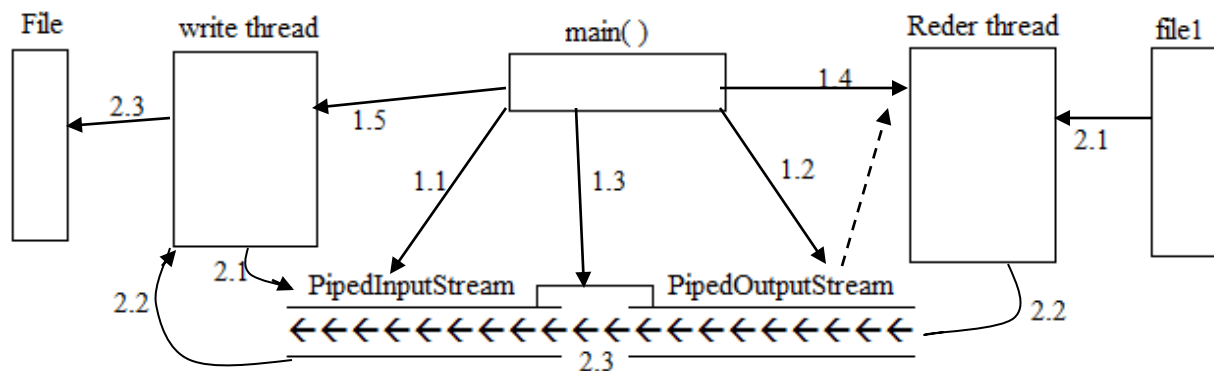 File
write thread
main( )
Reder thread
file1
2.3
1.5
1.4
2.1
1.1
1.3
1.2
2.1
2.2
PipedInputStream
PipedOutputStream
2.2
2.3